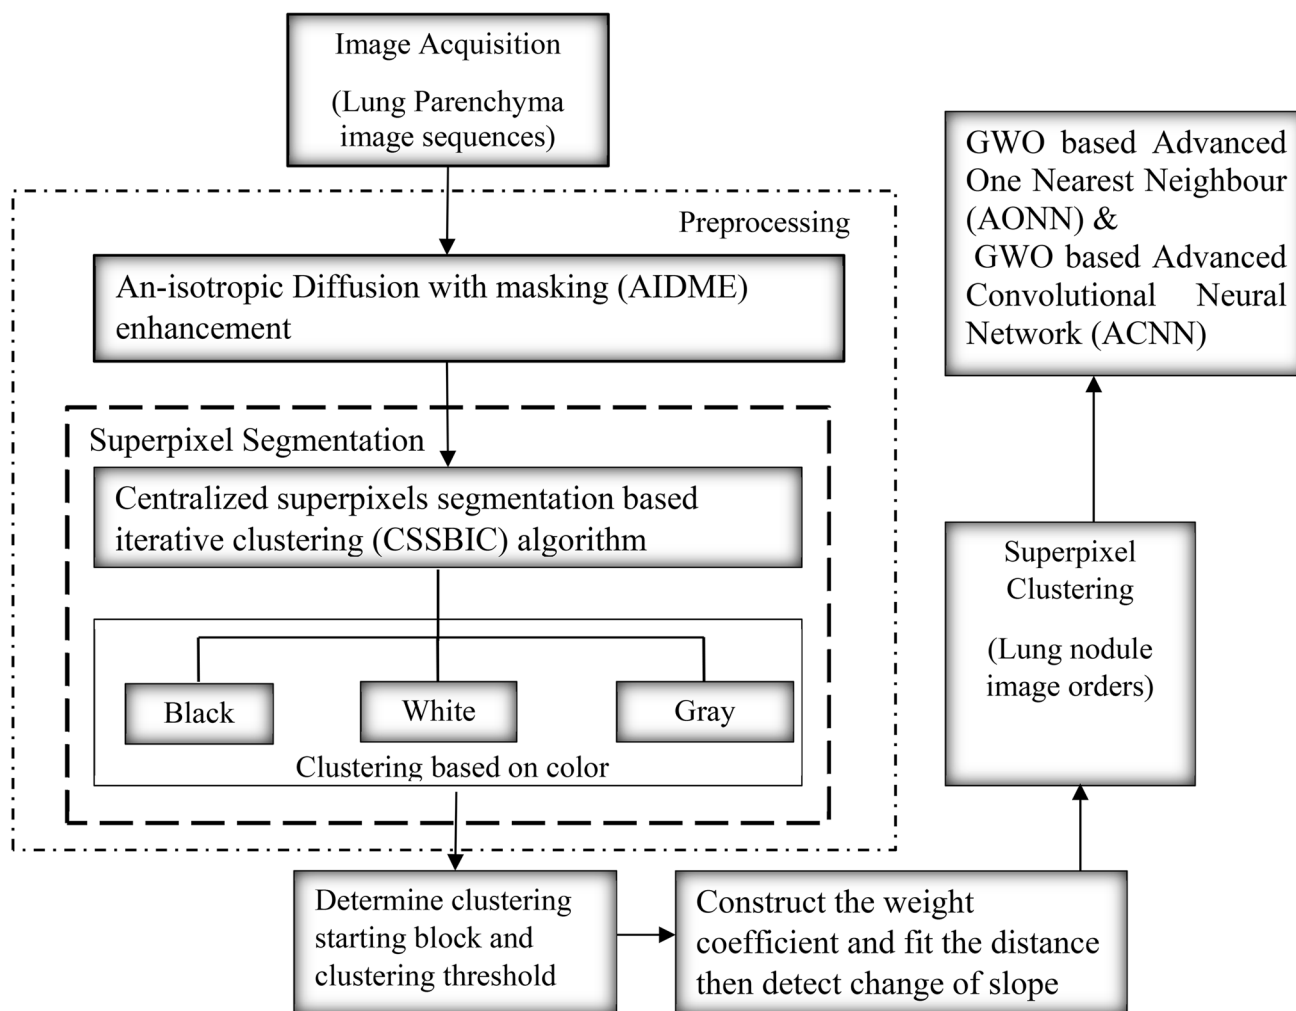 Image Acquisition
(Lung Parenchyma
image sequences)
Preprocessing
An-isotropic Diffusion with masking (AIDME)
enhancement
Superpixel Segmentation
Centralized superpixels segmentation based
iterative clustering (CSSBIC) algorithm
Black
White
Gray
Clustering based on color
Determine clustering
starting block and
clustering threshold
Construct the weight
coefficient and fit the distance
then detect change of slope
Superpixel
Clustering
(Lung nodule
image orders)
GWO based Advanced
One Nearest Neighbour
(AONN) &
GWO based Advanced
Convolutional Neural
Network (ACNN)